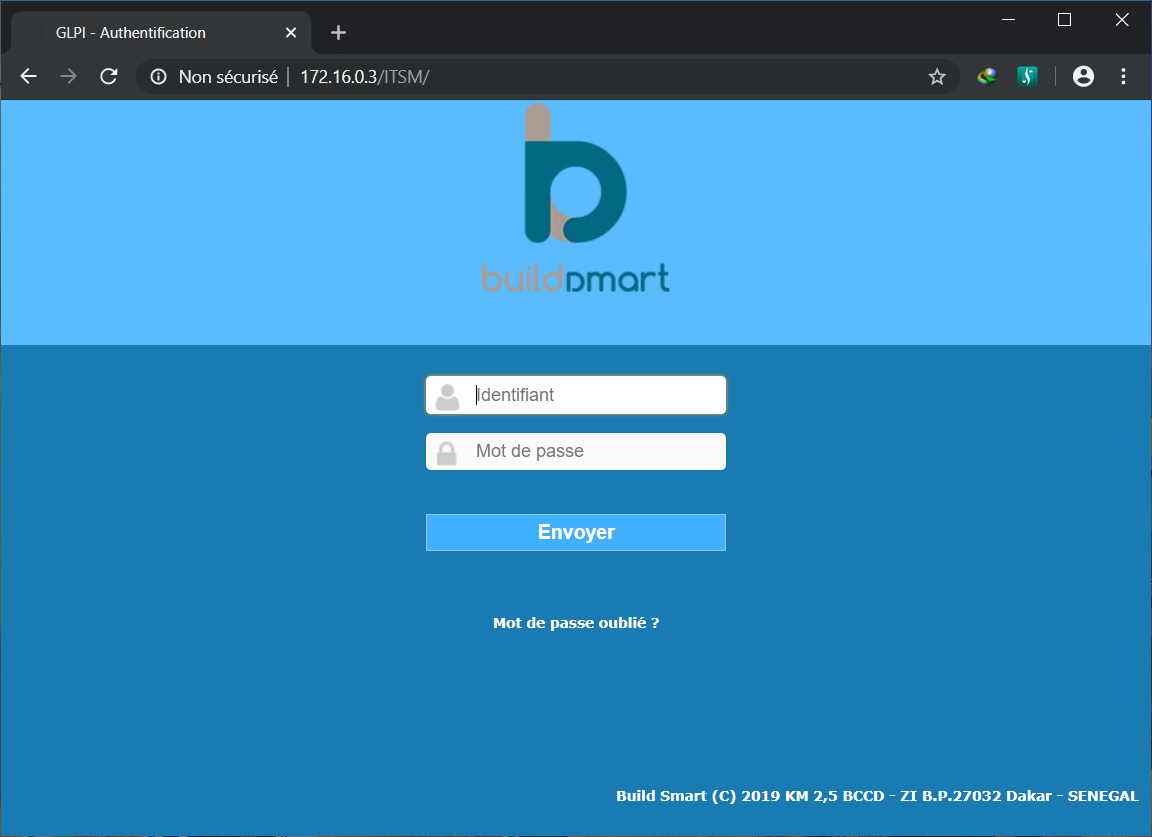 GLPI - Authentification
Non sécurisé | 172.16.0.3/ITSM/
buildsmart
Identifiant
Mot de passe
Envoyer
Mot de passe oublié ?
Build Smart (C) 2019 KM 2,5 BCCD - ZI B.P.27032 Dakar - SENEGAL